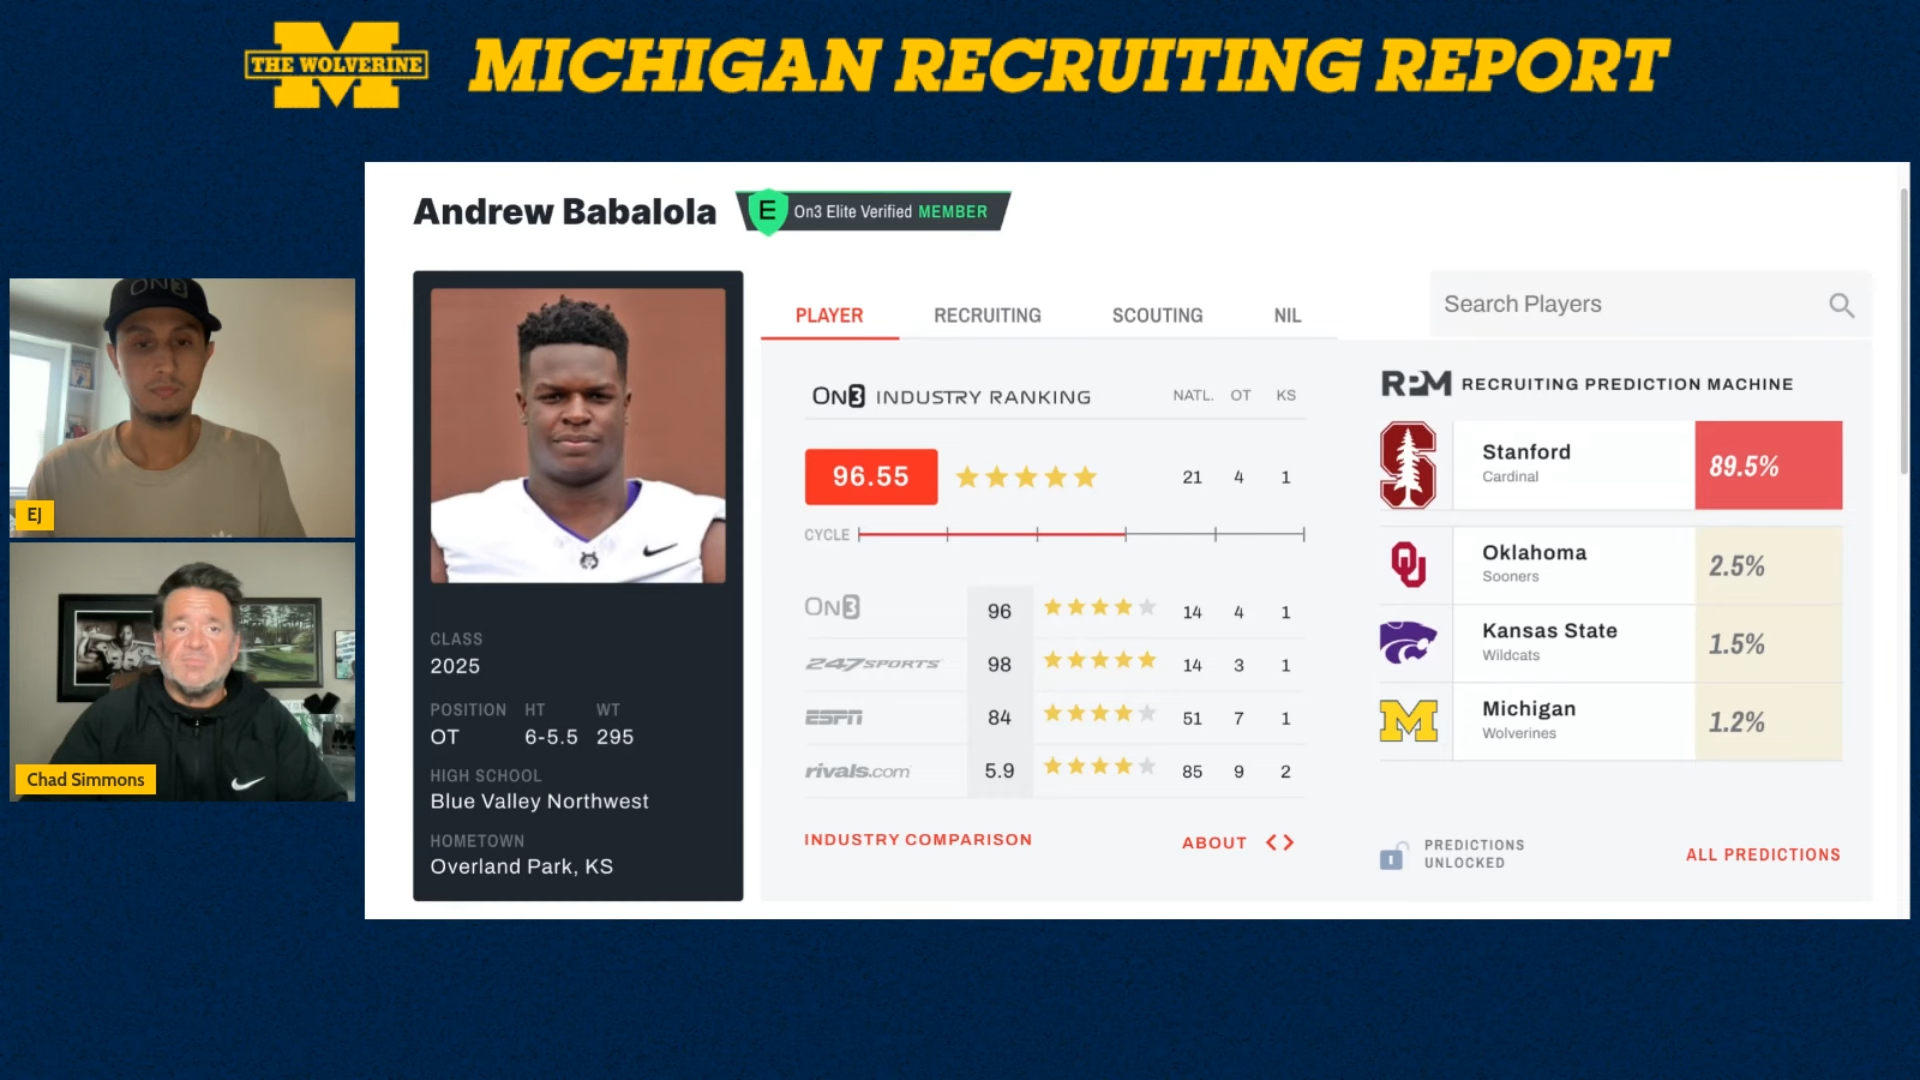 THE WOLVERINE
MICHIGAN RECRUITING REPORT
Andrew Babalola
E On3 Elite Verified MEMBER
PLAYER RECRUITING SCOUTING NIL
Search Players
ON3 INDUSTRY RANKING NATL. OT KS
96.55 21 4 1
CYCLE
ON3 96 14 4 1
247SPORTS 98 14 3 1
ESPN 84 51 7 1
rivals.com 5.9 85 9 2
INDUSTRY COMPARISON ABOUT
RPM RECRUITING PREDICTION MACHINE
Stanford
Cardinal
89.5%
Oklahoma
Sooners
2.5%
Kansas State
Wildcats
1.5%
Michigan
Wolverines
1.2%
PREDICTIONS
UNLOCKED
ALL PREDICTIONS
CLASS
2025
POSITION HT WT
OT 6-5.5 295
HIGH SCHOOL
Blue Valley Northwest
HOMETOWN
Overland Park, KS
ON3
EJ
Chad Simmons